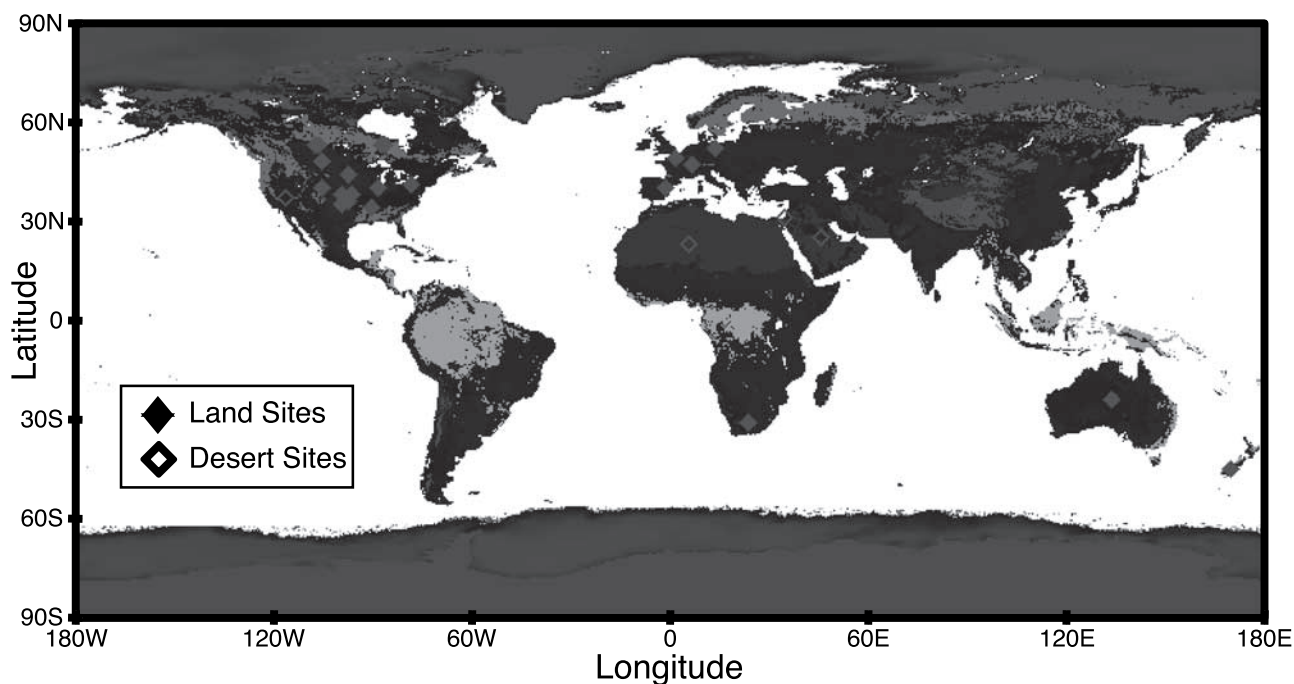 90N
60N
30N
0
30S
60S
90S
Latitude
Land Sites
Desert Sites
180W
120W
60W
0
60E
120E
180E
Longitude